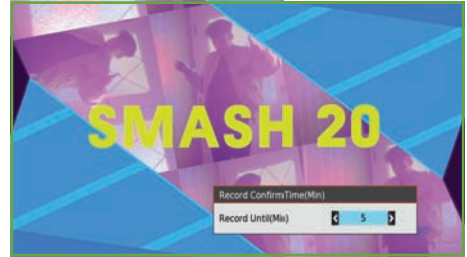 SMASH 20
Record ConfirmTime(Min)
Record Until(Min)
5